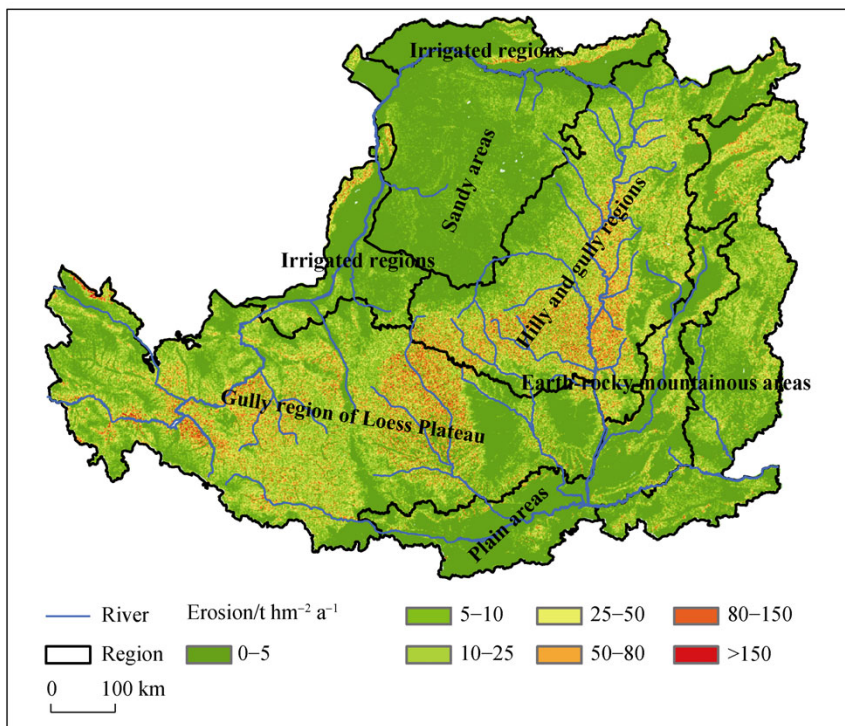 Irrigated regions
Sandy areas
Hilly and gully regions
Irrigated regions
Earth-rocky mountainous areas
Gully region of Loess Plateau
Plain areas
River
Erosion/t hm⁻² a⁻¹
5−10
25−50
80−150
Region
0−5
10−25
50−80
>150
0 100 km